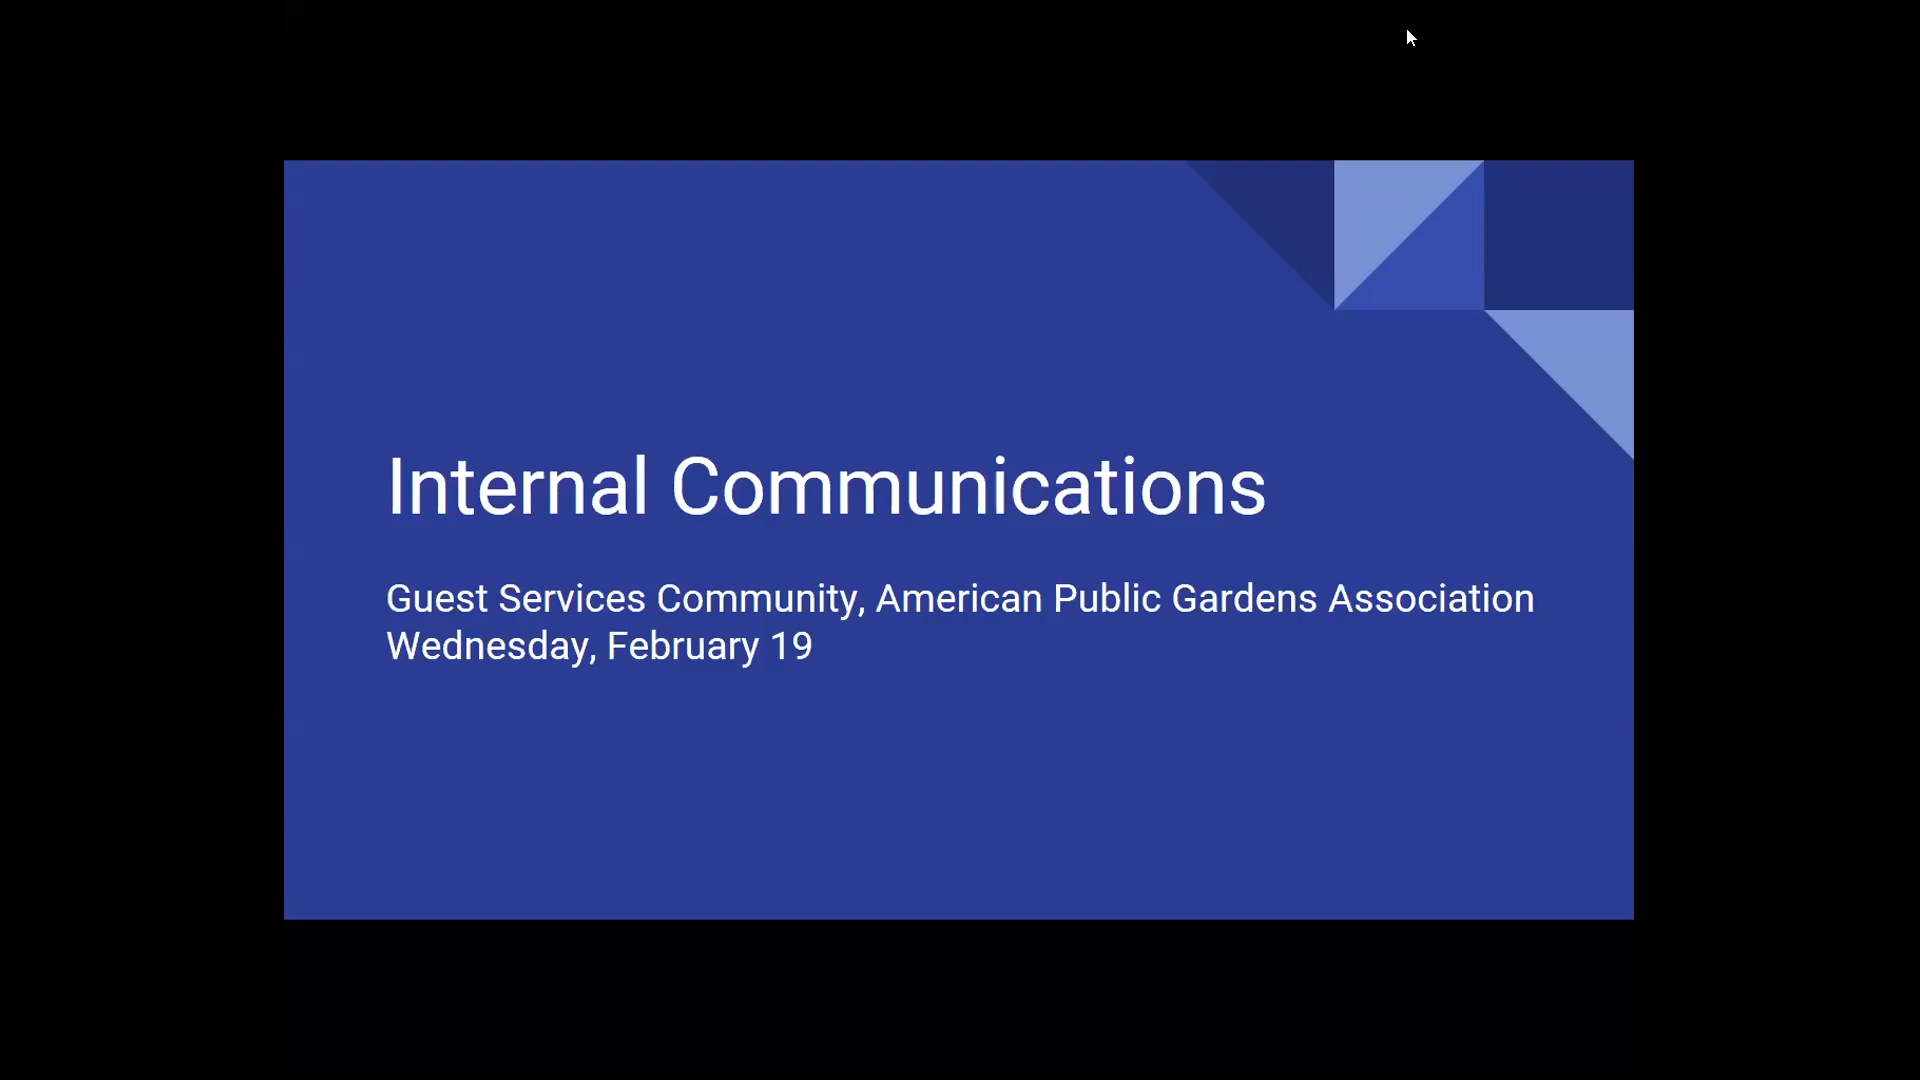 Internal Communications
Guest Services Community, American Public Gardens Association
Wednesday, February 19